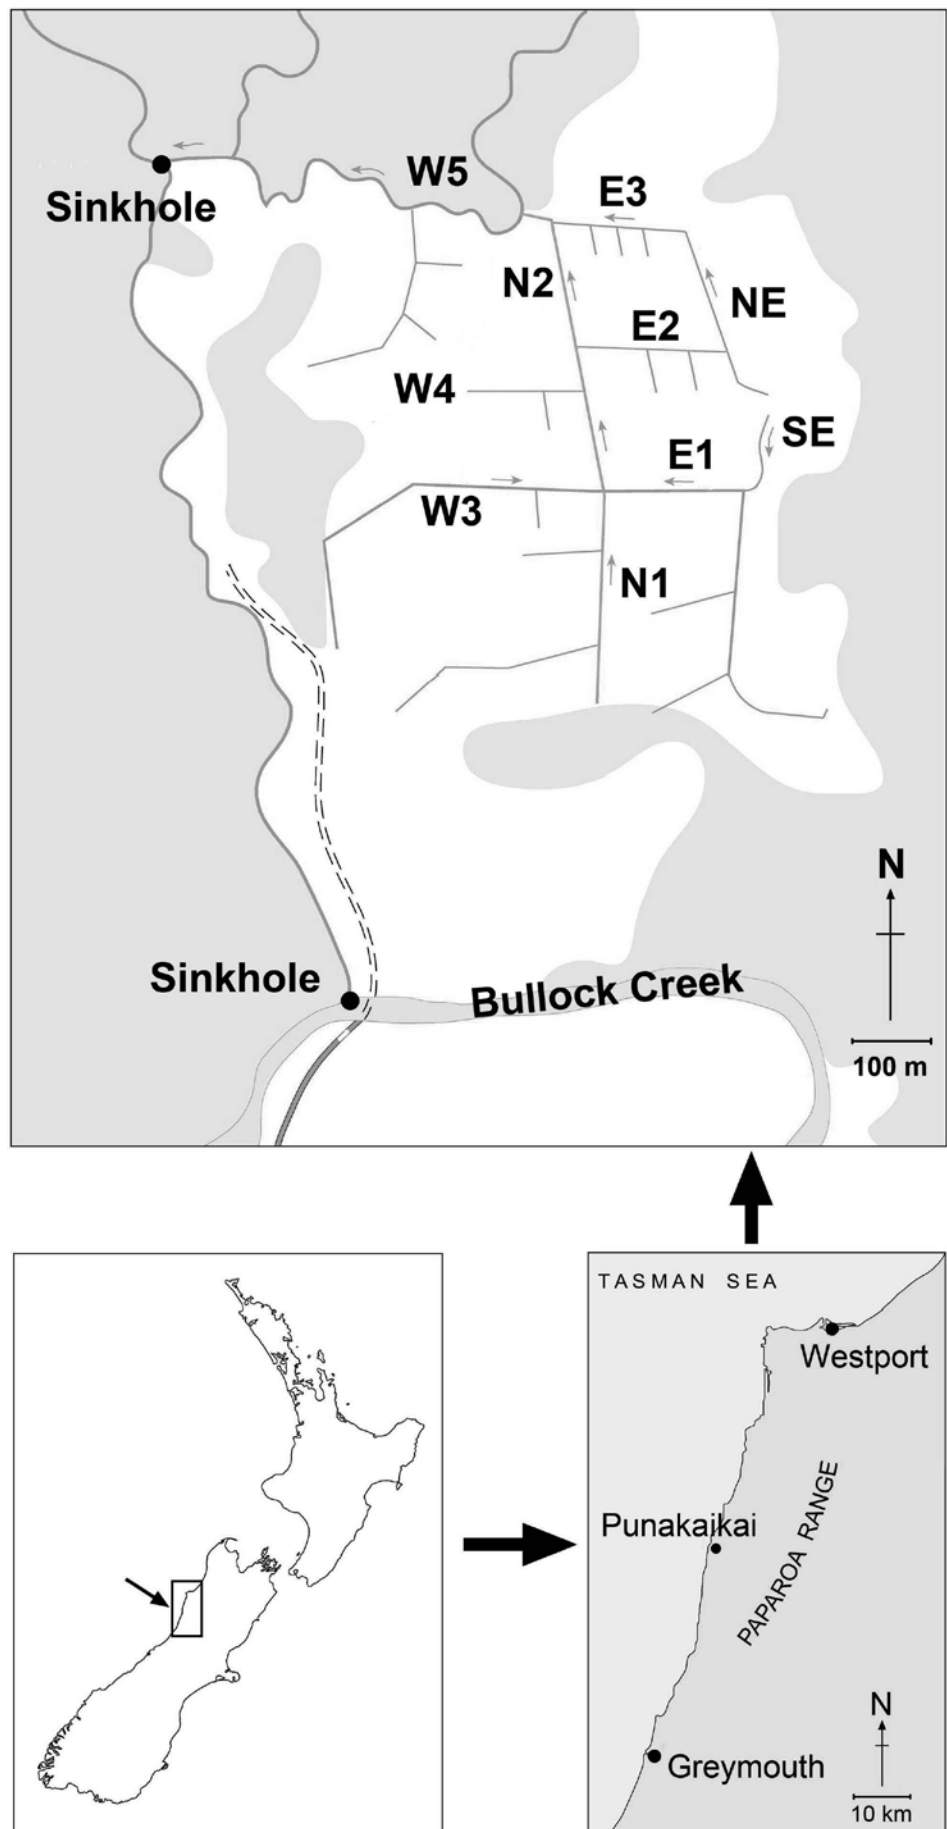 W5
Sinkhole
E3
N2
NE
E2
W4
SE
E1
W3
N1
N
Sinkhole
Bullock Creek
100 m
TASMAN SEA
Westport
Punakaikai
PAPAROA RANGE
N
Greymouth
10 km